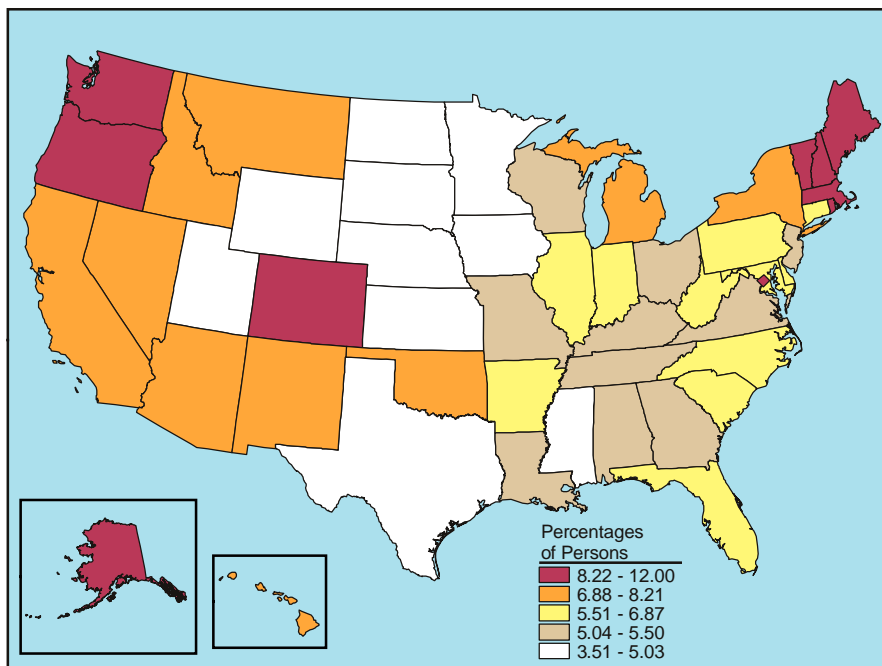 Percentages
of Persons
8.22 - 12.00
6.88 - 8.21
5.51 - 6.87
5.04 - 5.50
3.51 - 5.03